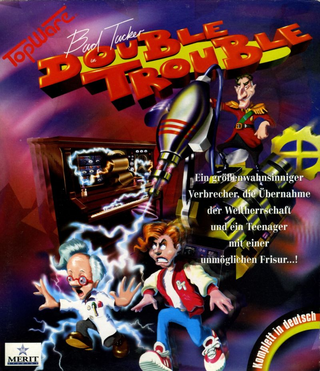 TopWare
Bud Tucker
DOUBLE
TROUBLE
Ein größenwahnsinniger
Verbrecher, die Übernahme
der Weltherrschaft
und ein Teenager
mit einer
unmöglichen Frisur...!
Komplett in deutsch
MERIT